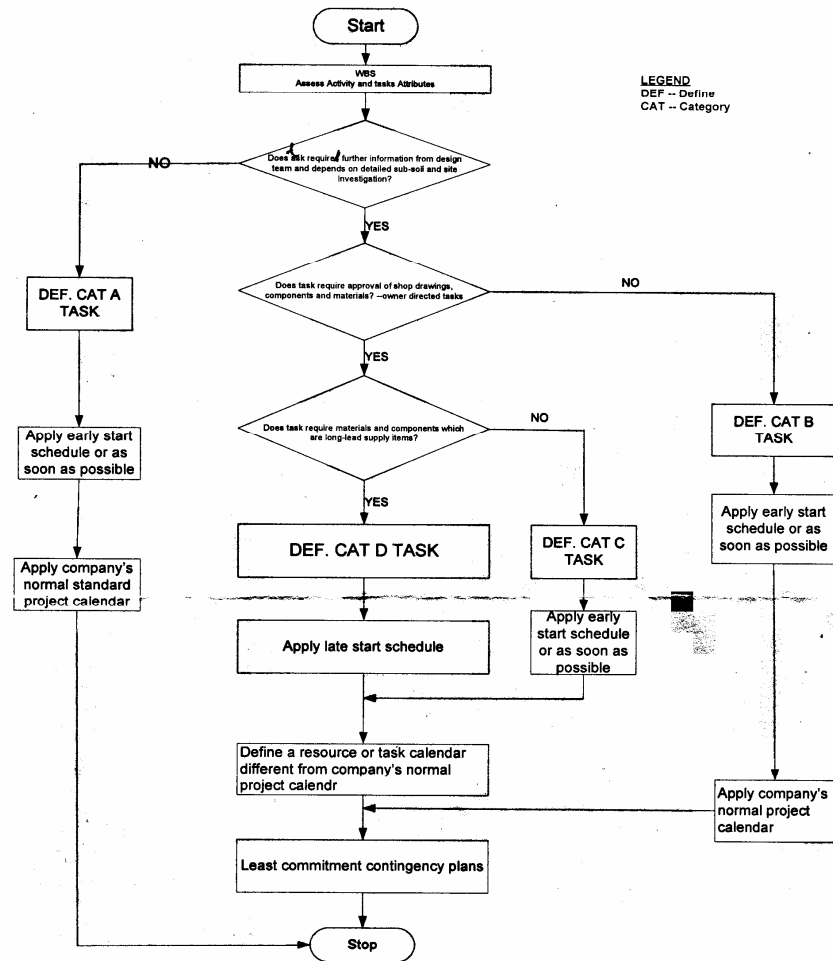 Start
WBS
Assess Activity and tasks Attributes
LEGEND
DEF -- Define
CAT -- Category
Does task required further information from design
team and depends on detailed sub-soil and site
investigation?
NO
YES
DEF. CAT A
TASK
Does task require approval of shop drawings,
components and materials? --owner directed tasks
NO
YES
Apply early start
schedule or as
soon as possible
Does task require materials and components which
are long-lead supply items?
NO
YES
DEF. CAT B
TASK
Apply early start
schedule or as
soon as possible
DEF. CAT D TASK
DEF. CAT C
TASK
Apply company's
normal standard
project calendar
Apply late start schedule
Apply early
start schedule
or as soon as
possible
Define a resource or task calendar
different from company's normal
project calendr
Apply company's
normal project
calendar
Least commitment contingency plans
Stop